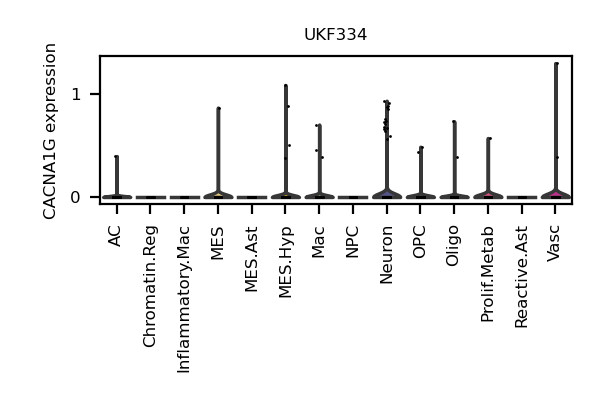 UKF334
CACNA1G expression
1
0
AC
Chromatin.Reg
Inflammatory.Mac
MES
MES.Ast
MES.Hyp
Mac
NPC
Neuron
OPC
Oligo
Prolif.Metab
Reactive.Ast
Vasc